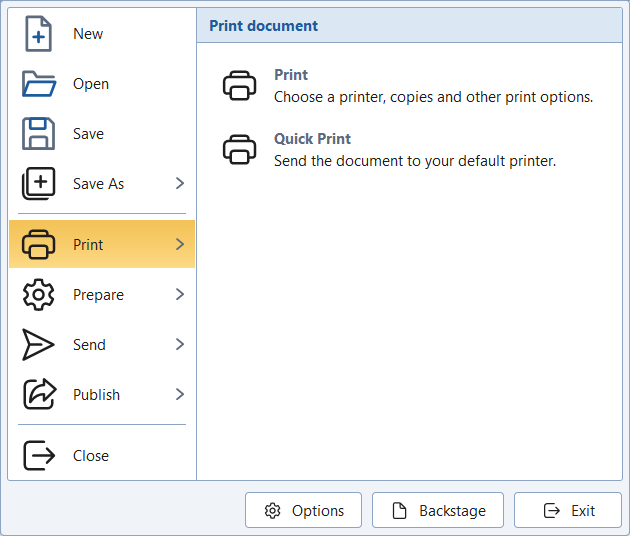 New
Open
Save
Save As
Print
Prepare
Send
Publish
Close
Print document
Print
Choose a printer, copies and other print options.
Quick Print
Send the document to your default printer.
Options
Backstage
Exit